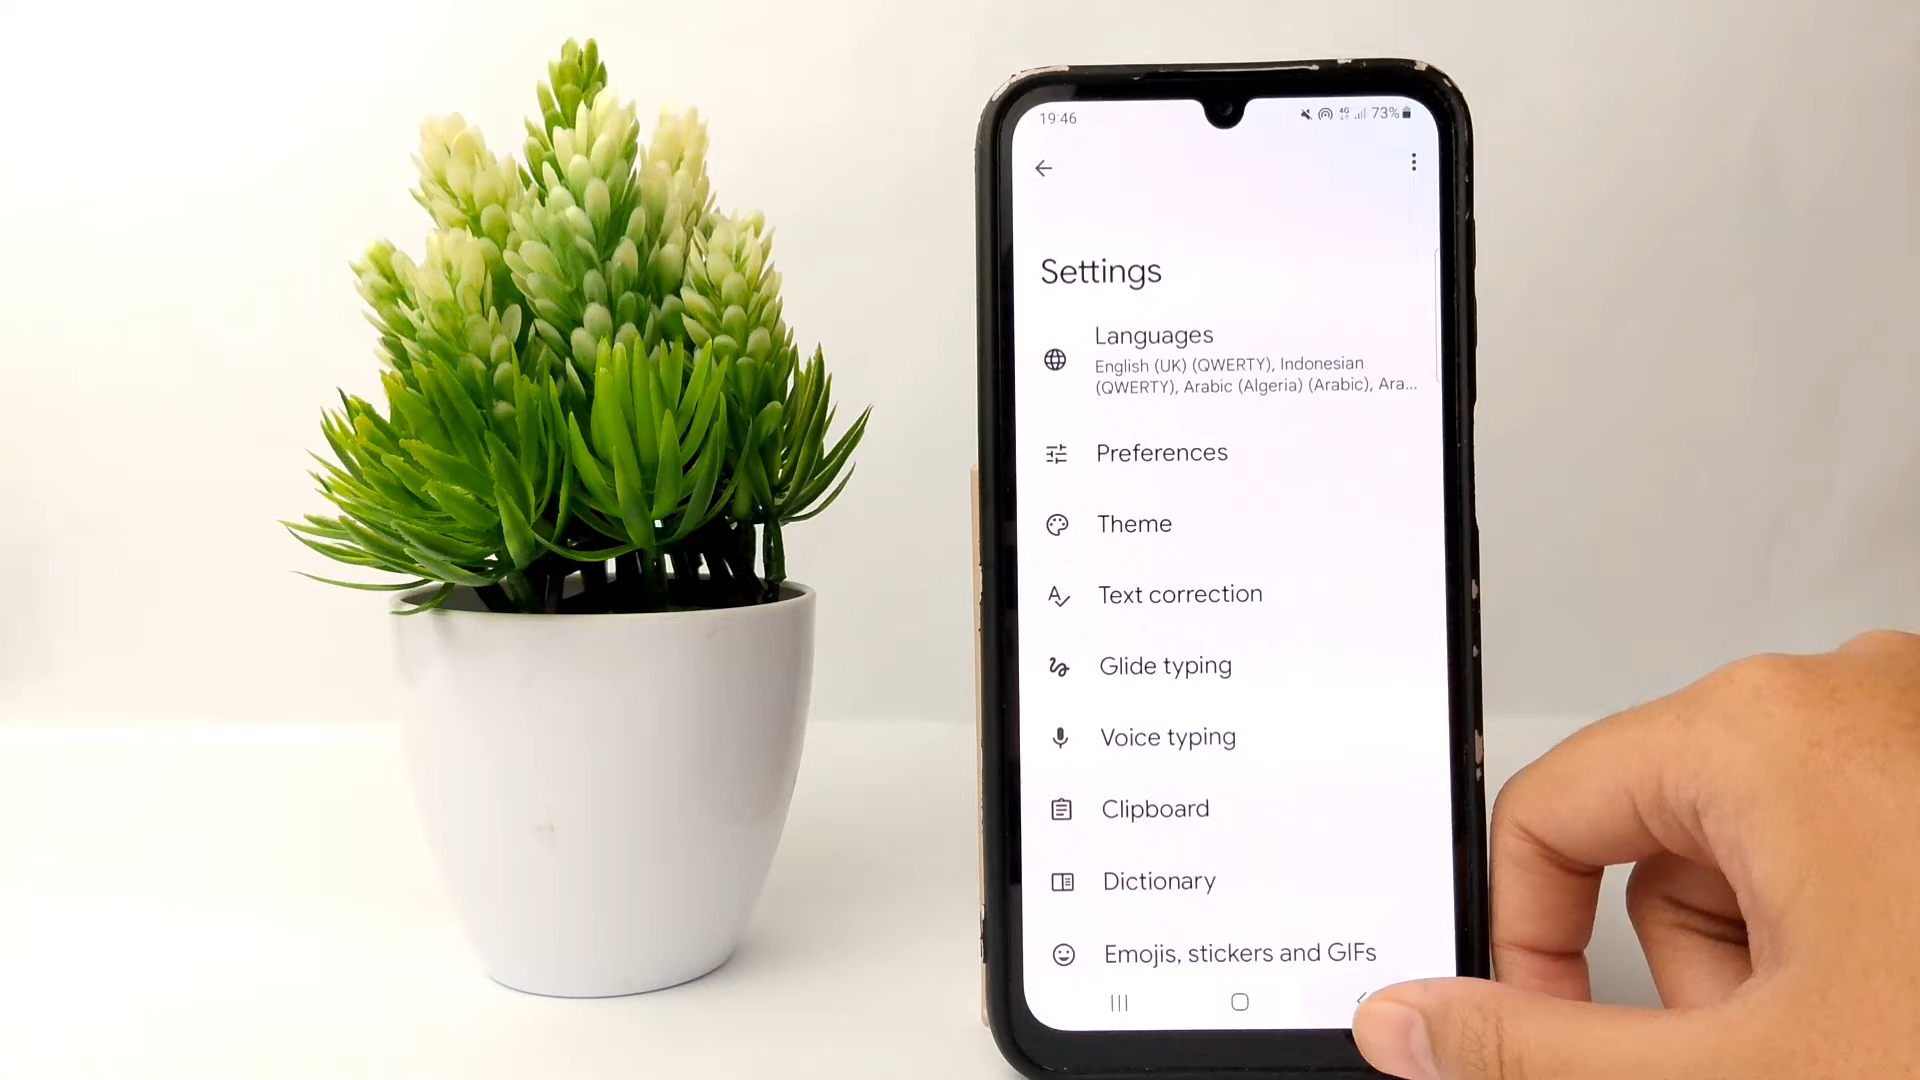 19:46
4G 73%
Settings
Languages
English (UK) (QWERTY), Indonesian
(QWERTY), Arabic (Algeria) (Arabic), Ara...
Preferences
Theme
Text correction
Glide typing
Voice typing
Clipboard
Dictionary
Emojis, stickers and GIFs